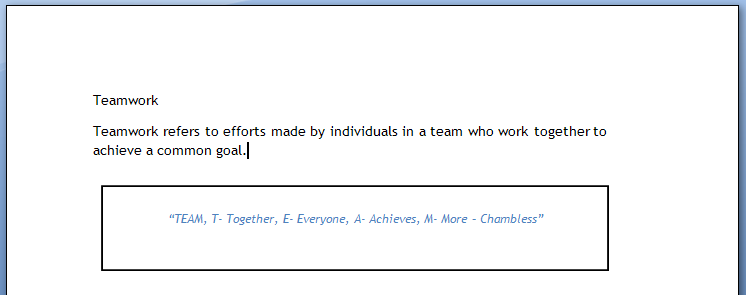 Teamwork
Teamwork refers to efforts made by individuals in a team who work together to
achieve a common goal.
“TEAM, T- Together, E- Everyone, A- Achieves, M- More – Chambless”